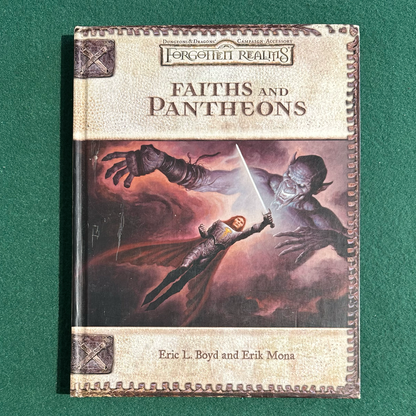 DUNGEONS & DRAGONS® CAMPAIGN ACCESSORY
FORGOTTEN REALMS
FAITHS AND
PANTHEONS
Eric L. Boyd and Erik Mona